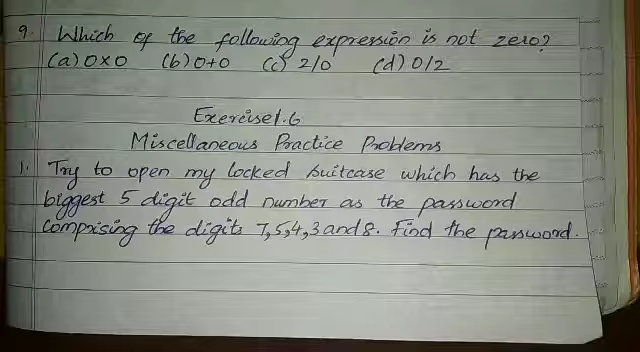 9. Which of the following expression is not zero?
(a) 0×0 (b) 0+0 (c) 2/0 (d) 0/2
Exercise 1.6
Miscellaneous Practice Problems
1. Try to open my locked suitcase which has the
biggest 5 digit odd number as the password
comprising the digits 7,5,4,3 and 8. Find the password.